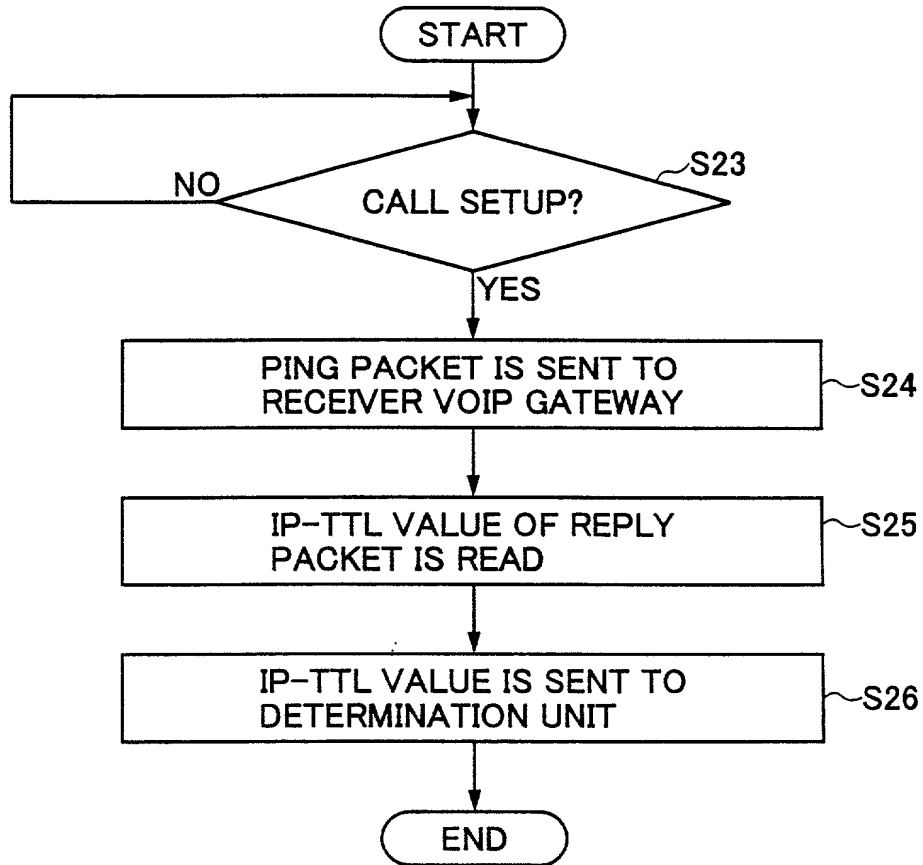 START
S23
NO
CALL SETUP?
YES
PING PACKET IS SENT TO
RECEIVER VOIP GATEWAY
S24
IP-TTL VALUE OF REPLY
PACKET IS READ
S25
IP-TTL VALUE IS SENT TO
DETERMINATION UNIT
S26
END